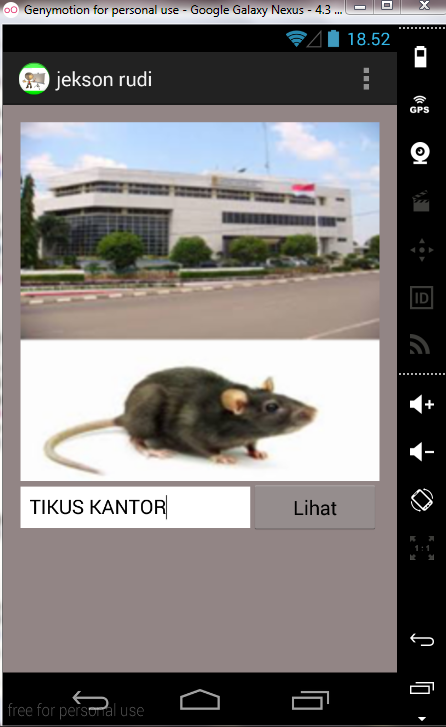 Genymotion for personal use - Google Galaxy Nexus - 4.3 ...
18.52
jekson rudi
GPS
ID
TIKUS KANTOR
Lihat
1:1
free for personal use